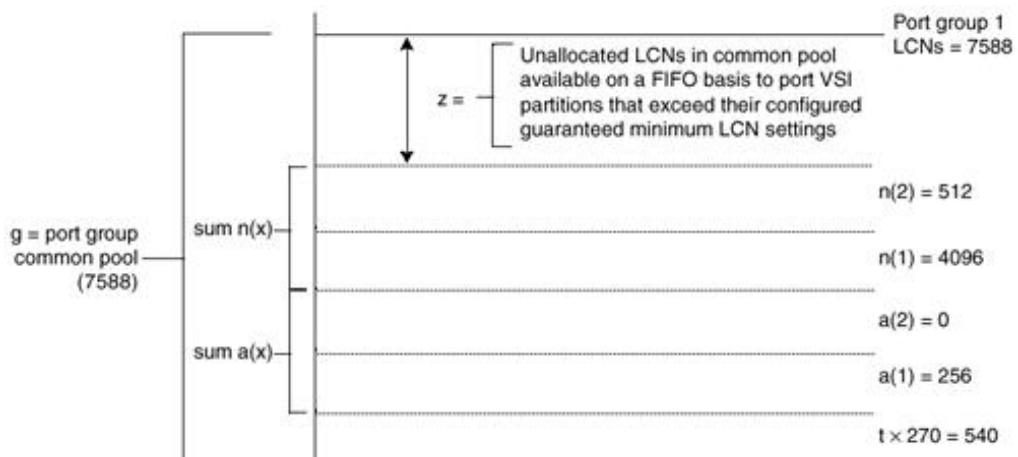 Port group 1
LCNs = 7588
Unallocated LCNs in common pool
available on a FIFO basis to port VSI
z =
partitions that exceed their configured
guaranteed minimum LCN settings
n(2) = 512
sum n(x)
g = port group
common pool
(7588)
n(1) = 4096
a(2) = 0
sum a(x)
a(1) = 256
t × 270 = 540